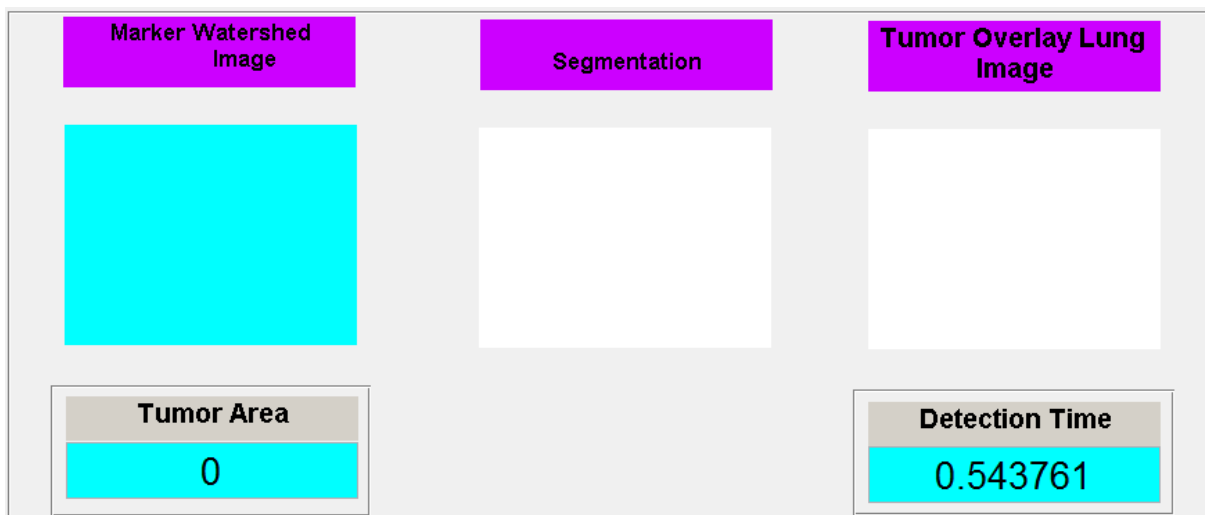 Marker Watershed
Image
Segmentation
Tumor Overlay Lung
Image
Tumor Area
0
Detection Time
0.543761